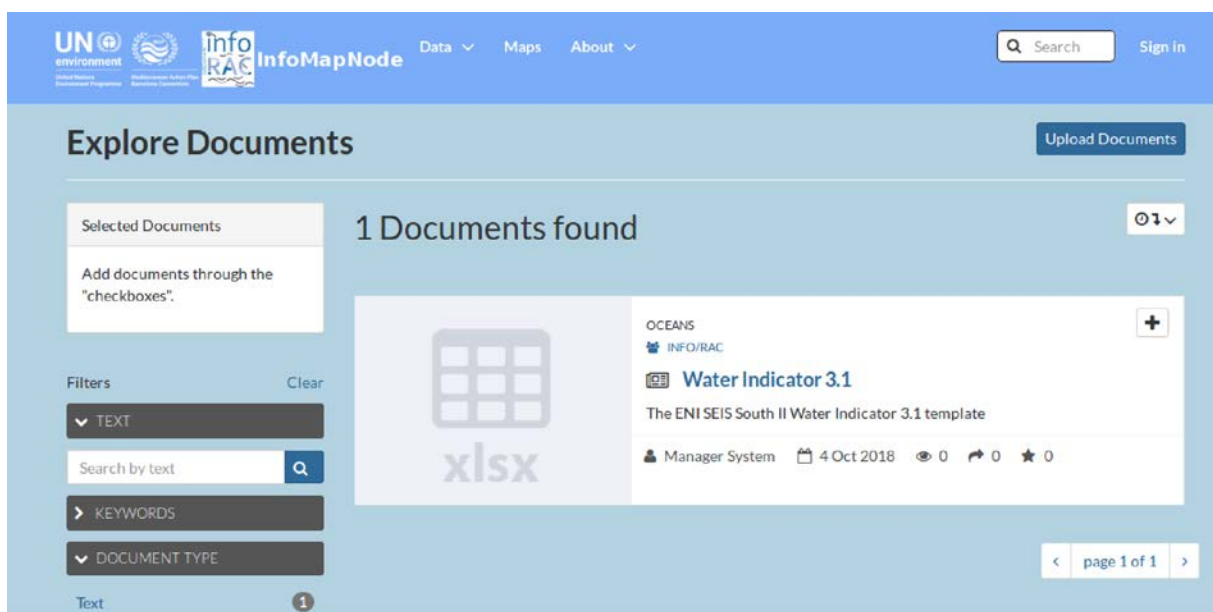 UN environment
info RAC InfoMapNode
Data Maps About
Search
Sign in
Explore Documents
Upload Documents
Selected Documents
Add documents through the
"checkboxes".
Filters Clear
TEXT
Search by text
KEYWORDS
DOCUMENT TYPE
Text 1
1 Documents found
xlsx
OCEANS
INFO/RAC
Water Indicator 3.1
The ENI SEIS South II Water Indicator 3.1 template
Manager System 4 Oct 2018 0 0 0
< page 1 of 1 >